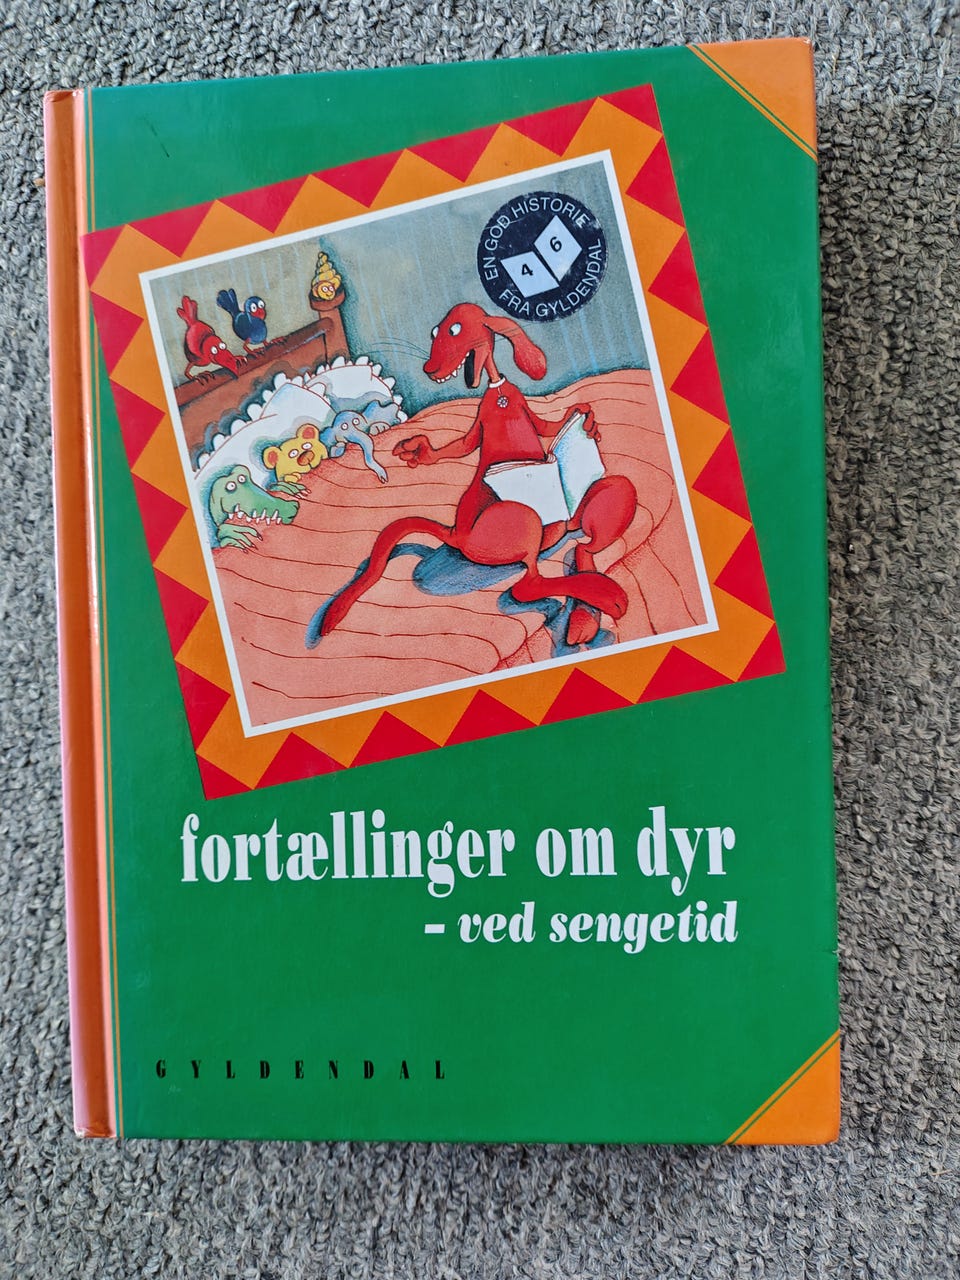 EN GOD HISTORIE
4 6
FRA GYLDENDAL
fortællinger om dyr
- ved sengetid
GYLDENDAL